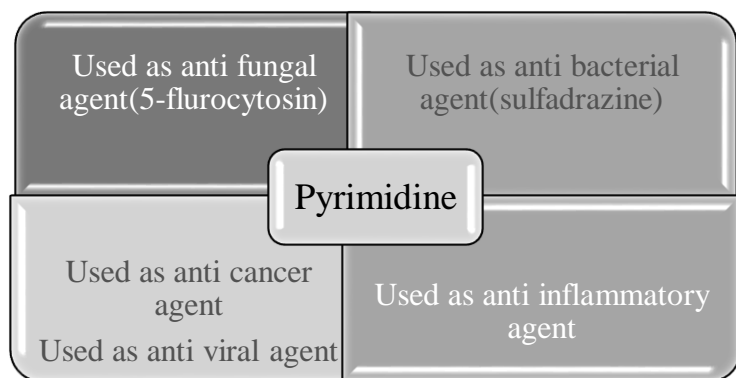 Used as anti fungal
agent(5-flurocytosin)
Used as anti bacterial
agent(sulfadrazine)
Pyrimidine
Used as anti cancer
agent
Used as anti viral agent
Used as anti inflammatory
agent